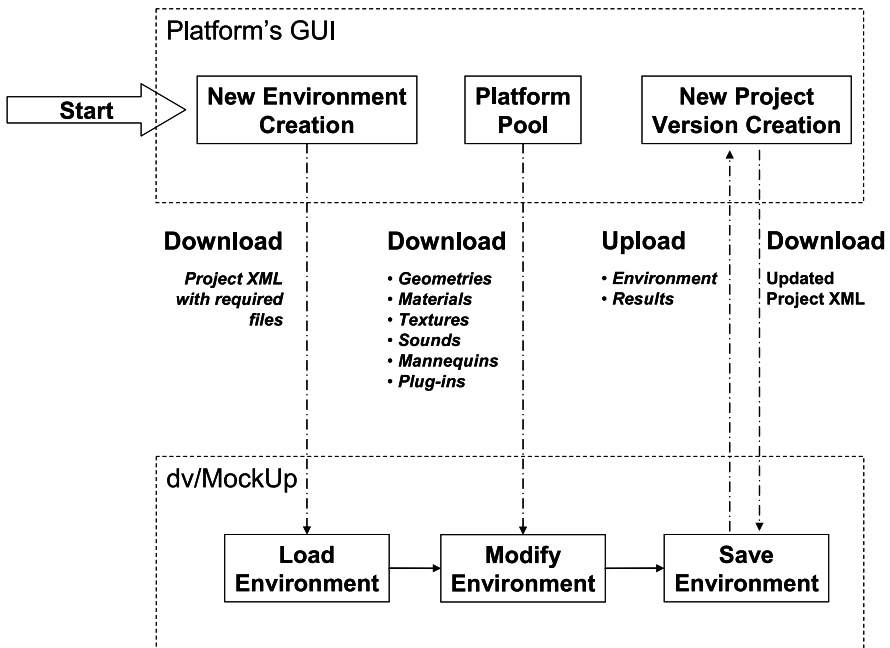 Platform’s GUI
Start
New Environment
Creation
Platform
Pool
New Project
Version Creation
Download
Project XML
with required
files
Download
• Geometries
• Materials
• Textures
• Sounds
• Mannequins
• Plug-ins
Upload
• Environment
• Results
Download
Updated
Project XML
dv/MockUp
Load
Environment
Modify
Environment
Save
Environment